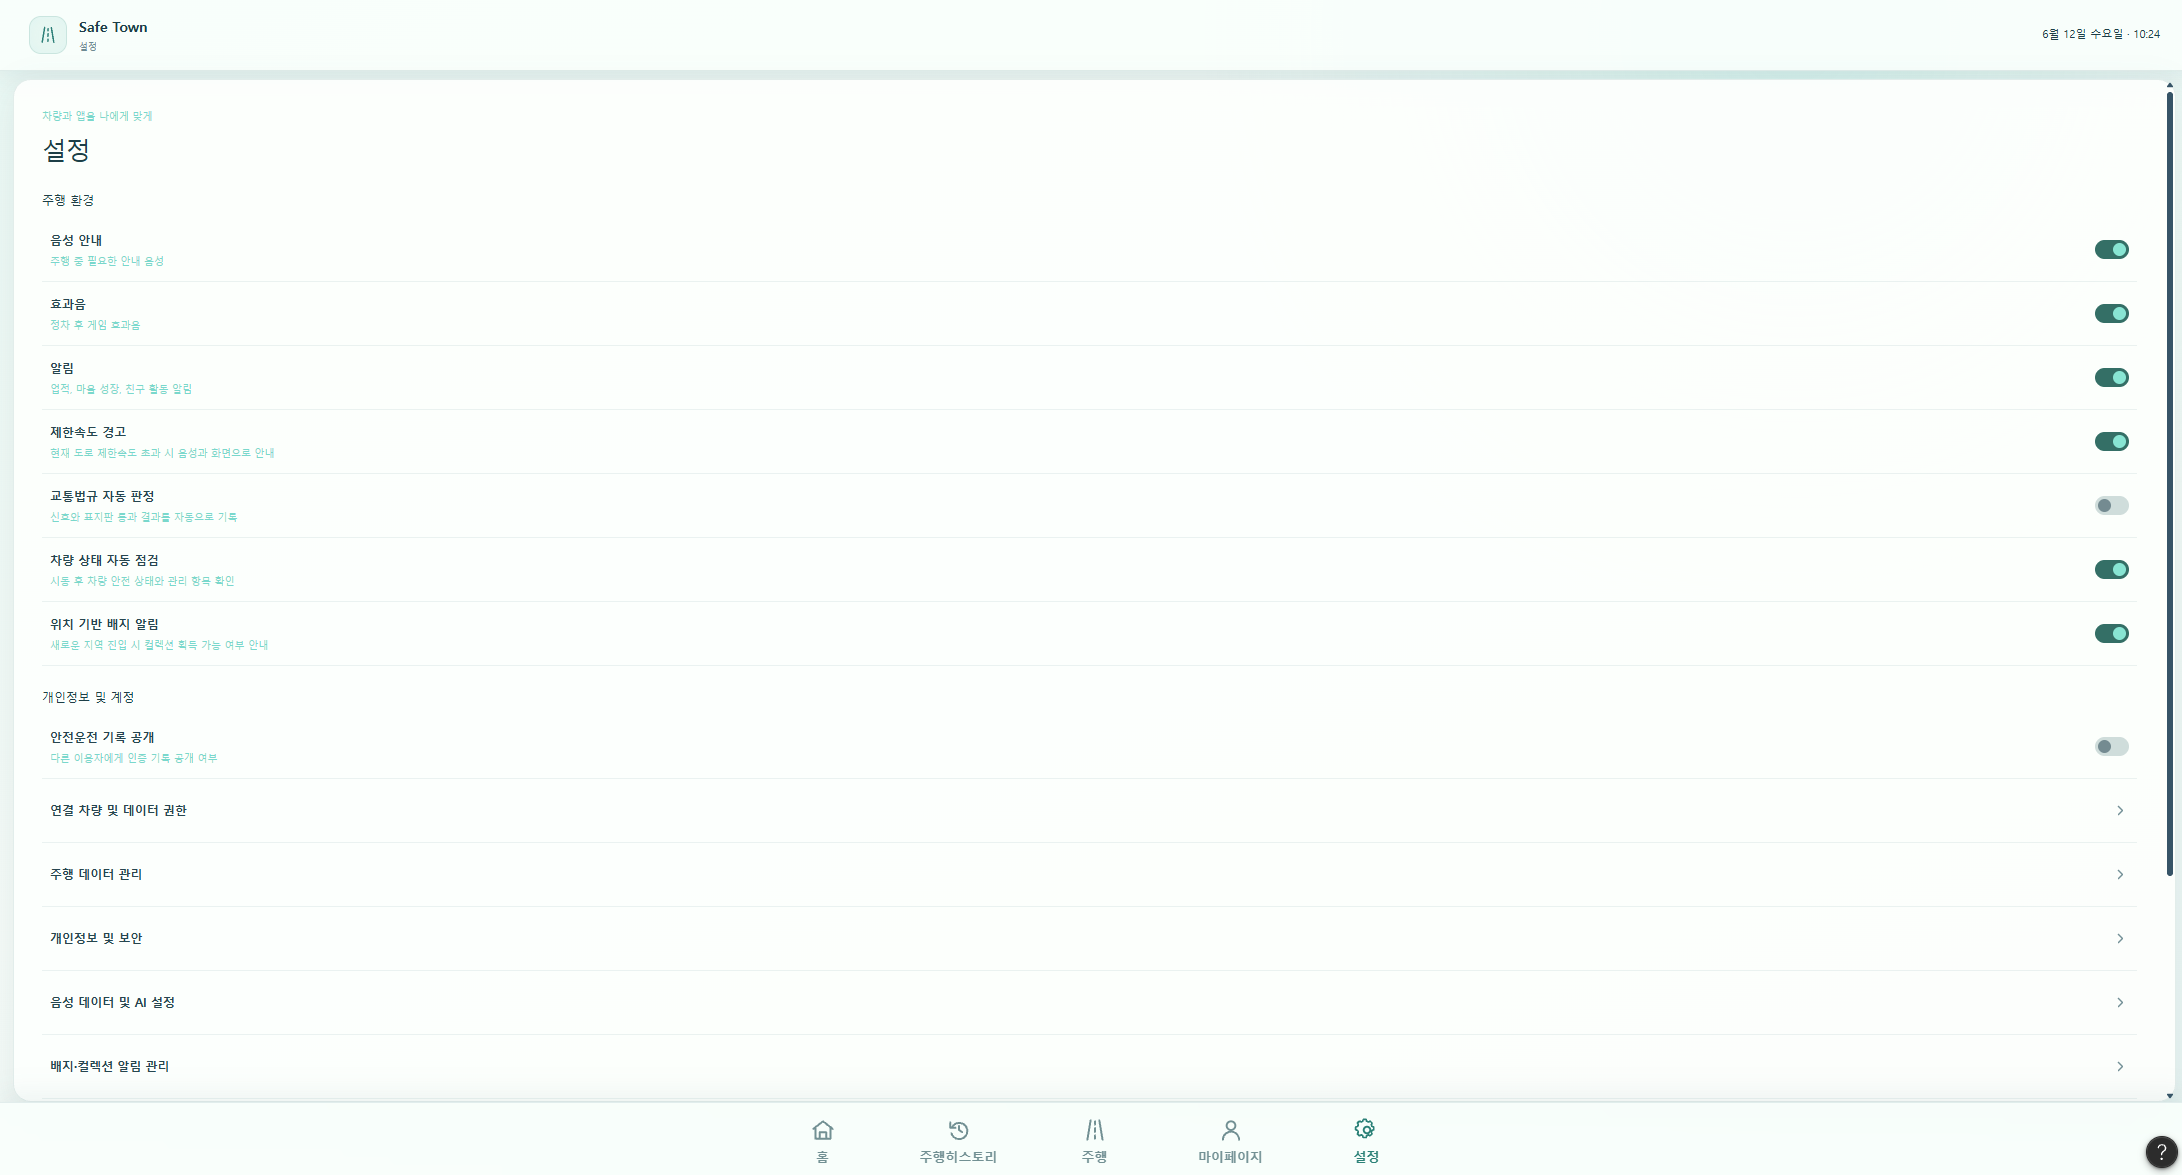 Safe Town
설정
6월 12일 수요일 · 10:24
차량과 앱을 나에게 맞게
설정
주행 환경
음성 안내
주행 중 필요한 안내 음성
효과음
정차 후 게임 효과음
알림
업적, 마을 성장, 친구 활동 알림
제한속도 경고
현재 도로 제한속도 초과 시 음성과 화면으로 안내
교통법규 자동 판정
신호와 표지판 통과 결과를 자동으로 기록
차량 상태 자동 점검
시동 후 차량 안전 상태와 관리 항목 확인
위치 기반 배지 알림
새로운 지역 진입 시 컬렉션 획득 가능 여부 안내
개인정보 및 계정
안전운전 기록 공개
다른 이용자에게 인증 기록 공개 여부
연결 차량 및 데이터 권한
주행 데이터 관리
개인정보 및 보안
음성 데이터 및 AI 설정
배지·컬렉션 알림 관리
홈
주행히스토리
주행
마이페이지
설정
?